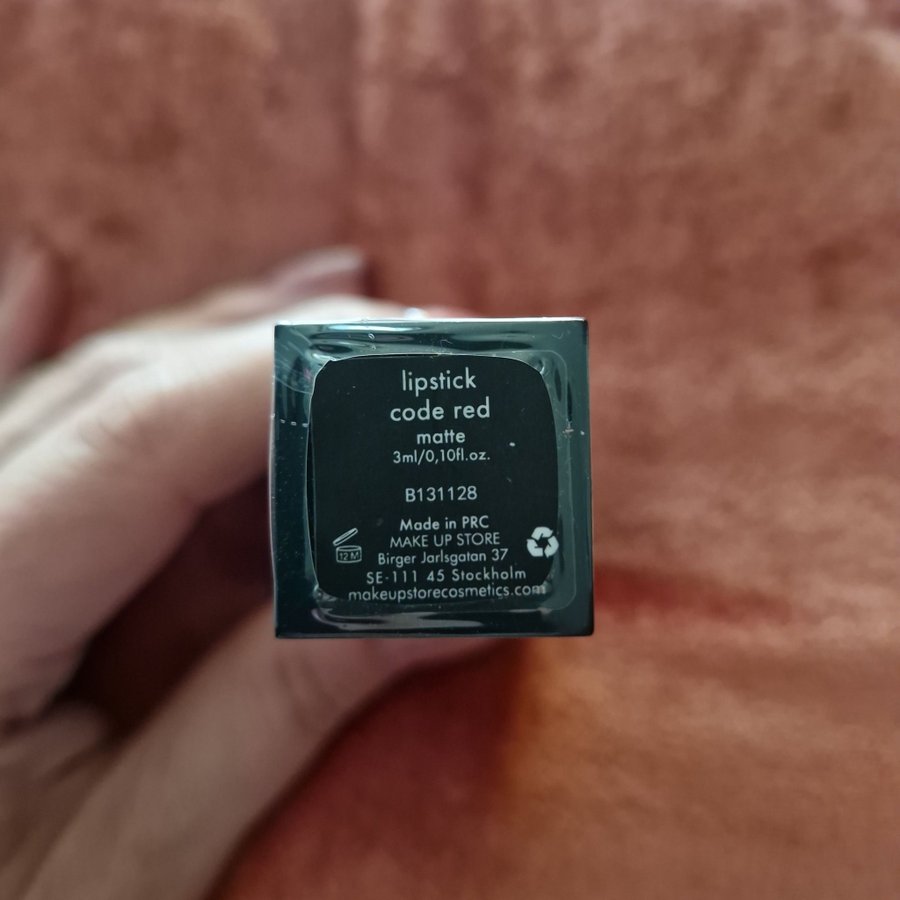 lipstick
code red
matte
3ml/0,10fl.oz.
B131128
Made in PRC
MAKE UP STORE
12 M
Birger Jarlsgatan 37
SE-111 45 Stockholm
makeupstorecosmetics.com